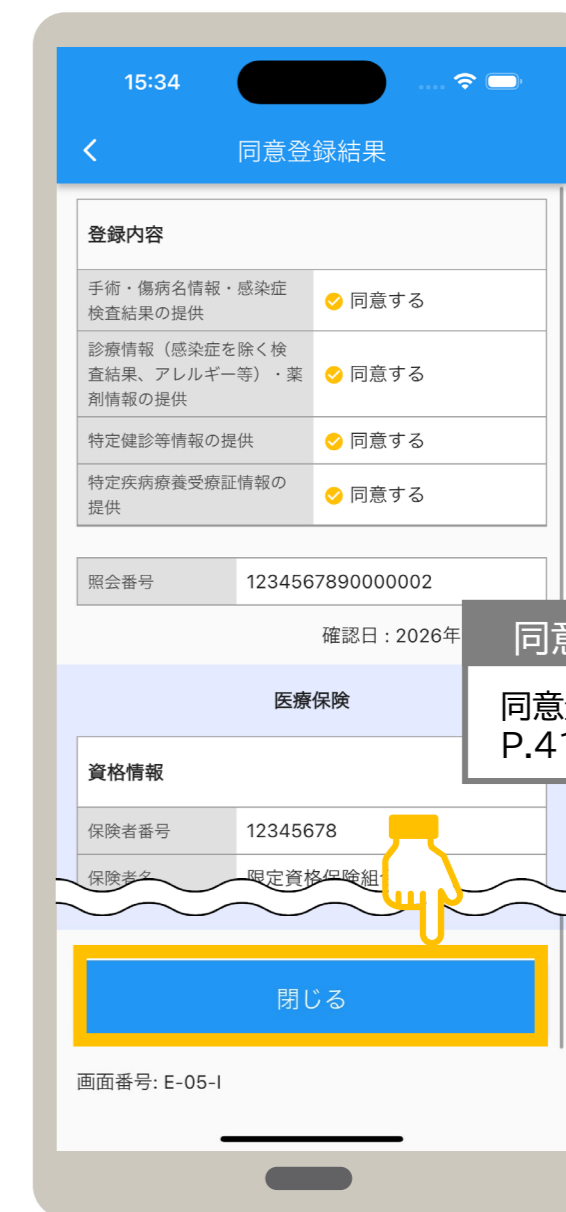 15:34
同意登録結果
登録内容
手術・傷病名情報・感染症
検査結果の提供
同意する
診療情報（感染症を除く検
査結果、アレルギー等）・薬
剤情報の提供
同意する
特定健診等情報の提供
同意する
特定疾病療養受療証情報の
提供
同意する
照会番号
1234567890000002
確認日：2026年
同意
医療保険
同意
P.41
資格情報
保険者番号
12345678
保険者名
限定資格保険組
閉じる
画面番号: E-05-I